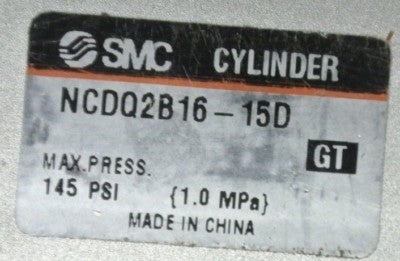 SMC CYLINDER
NCDQ2B16-15D
GT
MAX.PRESS.
145 PSI {1.0 MPa}
MADE IN CHINA